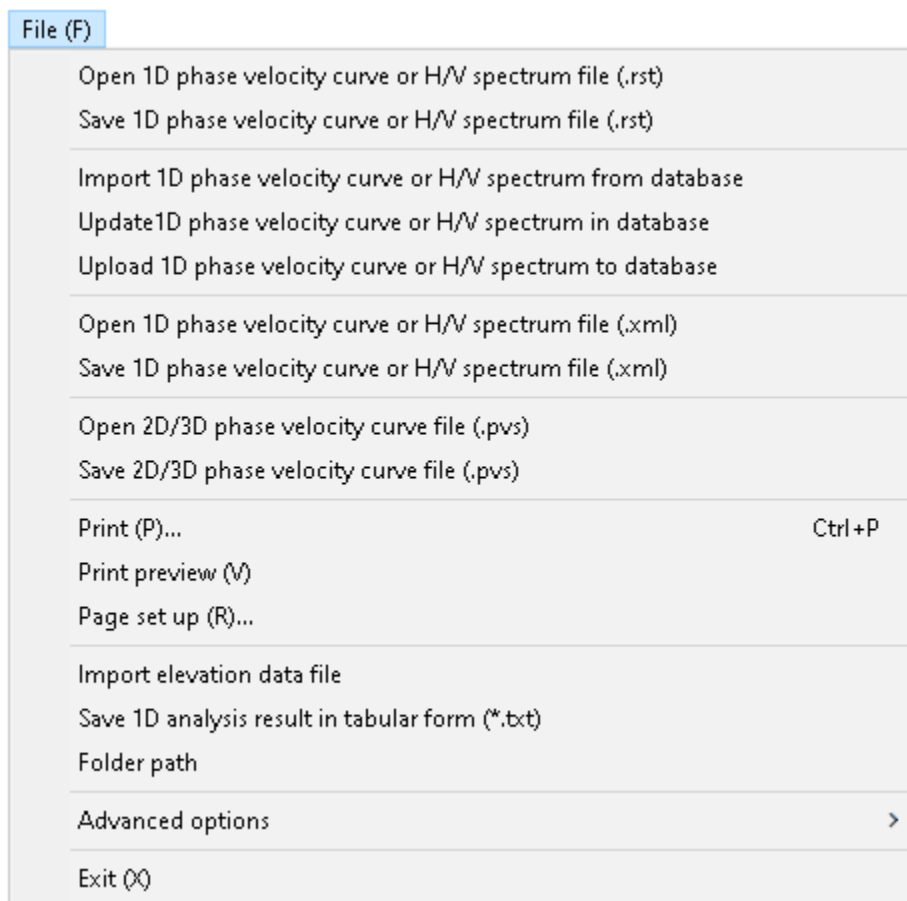 File (F)
Open 1D phase velocity curve or H/V spectrum file (.rst)
Save 1D phase velocity curve or H/V spectrum file (.rst)
Import 1D phase velocity curve or H/V spectrum from database
Update1D phase velocity curve or H/V spectrum in database
Upload 1D phase velocity curve or H/V spectrum to database
Open 1D phase velocity curve or H/V spectrum file (.xml)
Save 1D phase velocity curve or H/V spectrum file (.xml)
Open 2D/3D phase velocity curve file (.pvs)
Save 2D/3D phase velocity curve file (.pvs)
Print (P)... Ctrl+P
Print preview (V)
Page set up (R)...
Import elevation data file
Save 1D analysis result in tabular form (*.txt)
Folder path
Advanced options >
Exit (X)